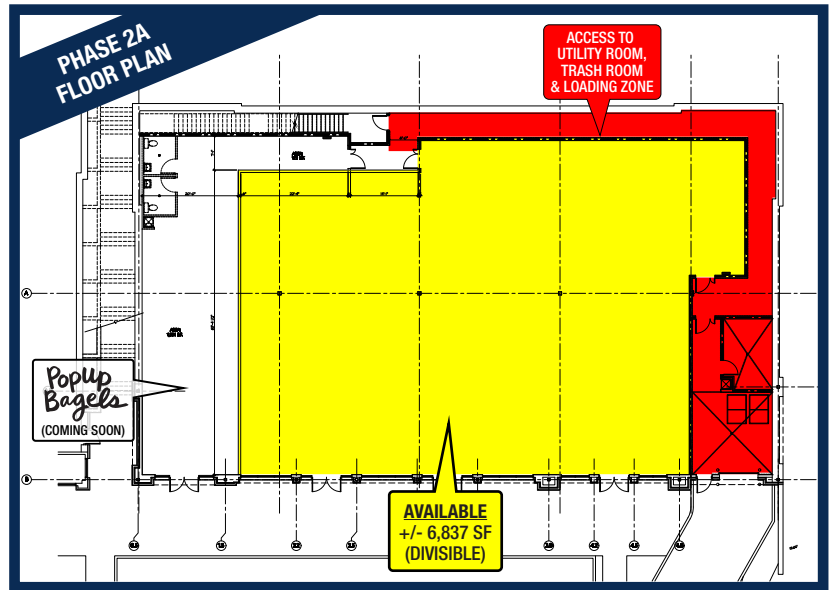 PHASE 2A
FLOOR PLAN
ACCESS TO
UTILITY ROOM,
TRASH ROOM
& LOADING ZONE
A
PopUp
Bagels
(COMING SOON)
B
AVAILABLE
+/- 6,837 SF
(DIVISIBLE)